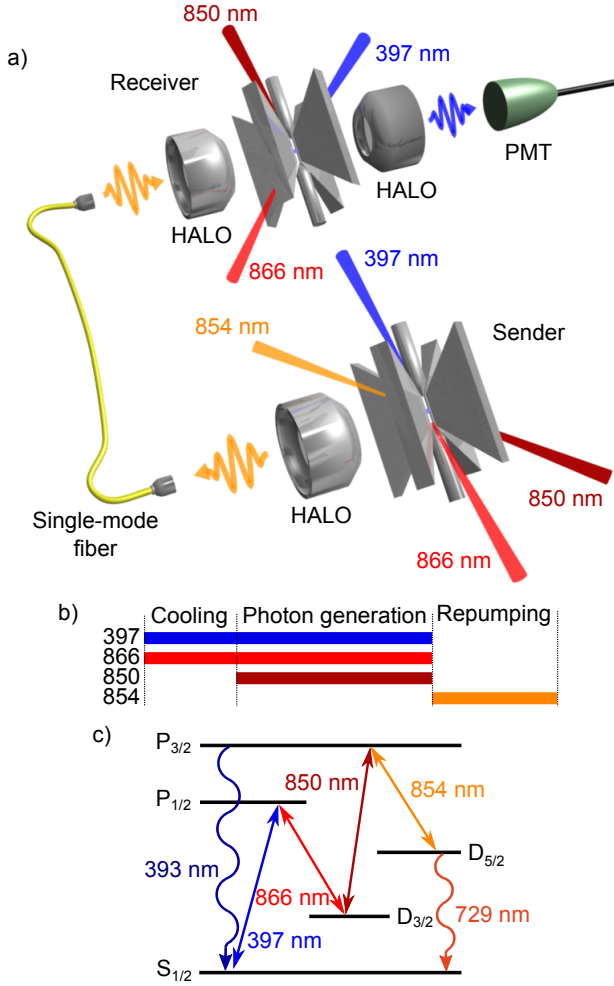 850 nm
a)
397 nm
Receiver
PMT
HALO
HALO
866 nm
397 nm
854 nm
Sender
850 nm
HALO
Single-mode
fiber
866 nm
b)
Cooling
Photon generation
Repumping
397
866
850
854
c)
P3/2
850 nm
854 nm
P1/2
D5/2
393 nm
866 nm
D3/2
729 nm
397 nm
S1/2